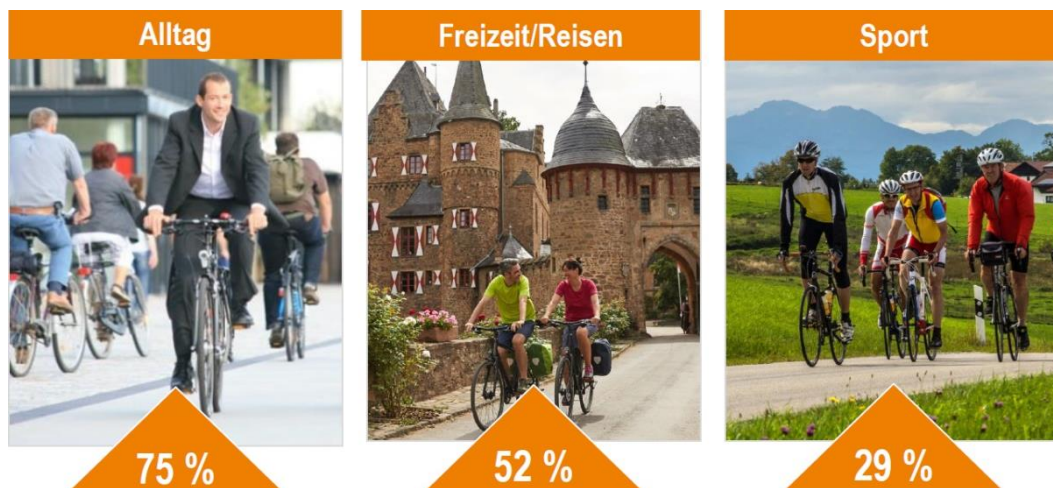 Alltag
Freizeit/Reisen
Sport
75 %
52 %
29 %